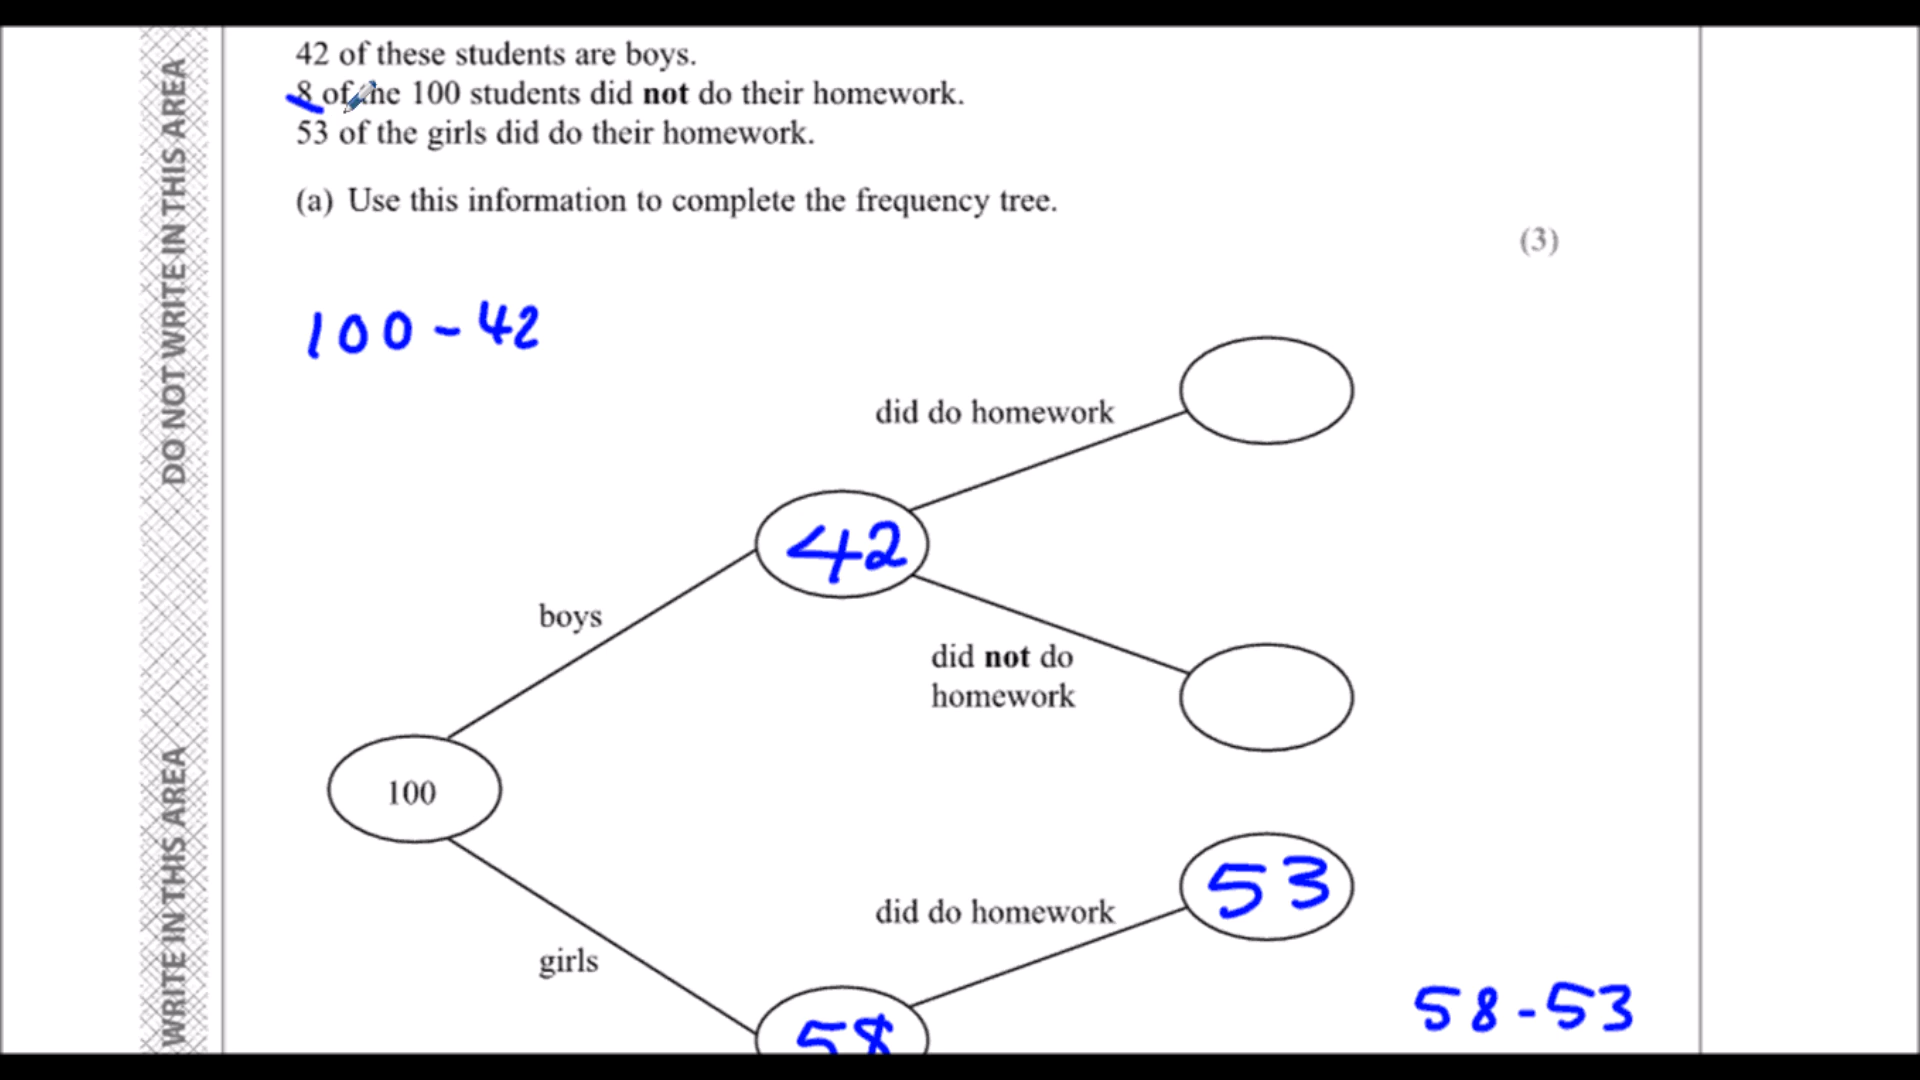 42 of these students are boys.
8 of the 100 students did not do their homework.
53 of the girls did do their homework.
(a) Use this information to complete the frequency tree.
(3)
100 - 42
did do homework
42
boys
did not do
homework
100
53
did do homework
girls
58 - 53
58
DO NOT WRITE IN THIS AREA
WRITE IN THIS AREA